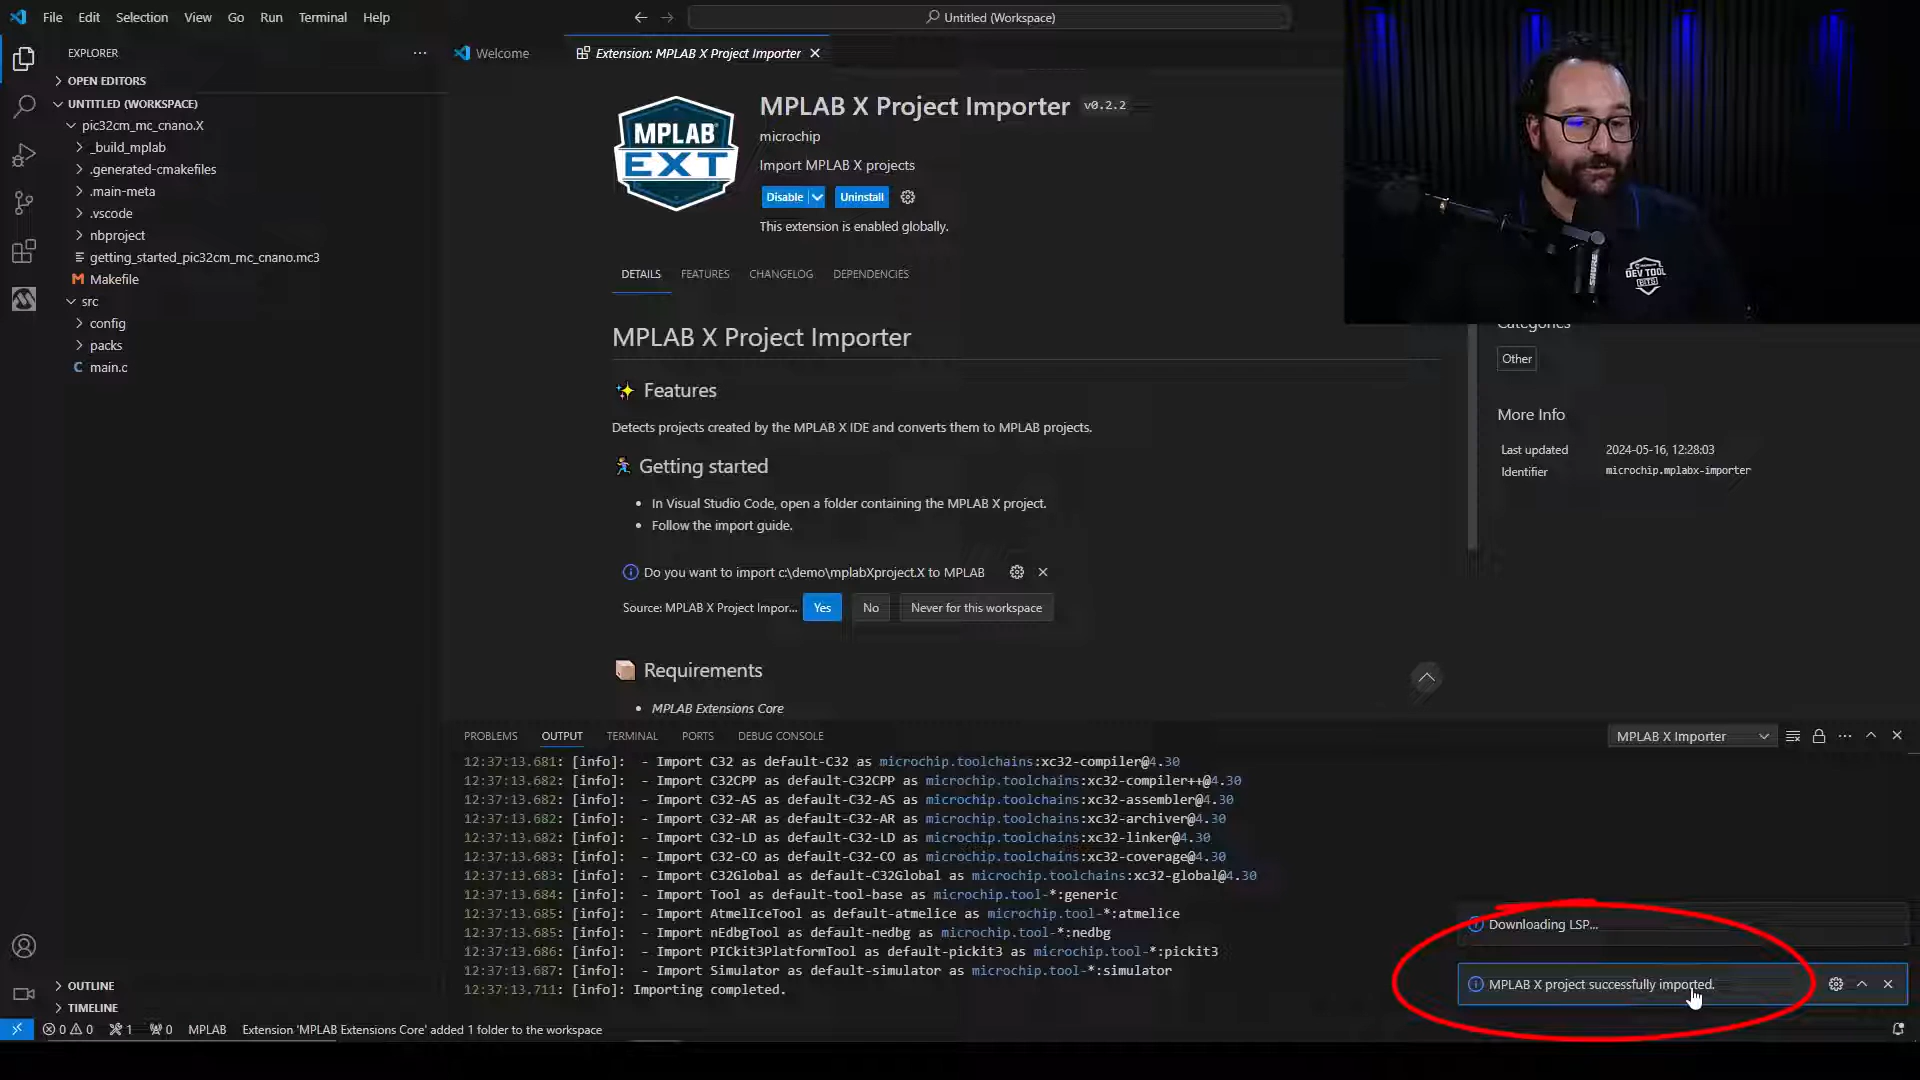 File Edit Selection View Go Run Terminal Help
Untitled (Workspace)
EXPLORER
OPEN EDITORS
UNTITLED (WORKSPACE)
pic32cm_mc_cnano.X
_build_mplab
.generated-cmakefiles
.main-meta
.vscode
nbproject
getting_started_pic32cm_mc_cnano.mc3
M Makefile
src
config
packs
C main.c
OUTLINE
TIMELINE
Welcome
Extension: MPLAB X Project Importer
MPLAB
EXT
MPLAB X Project Importer v0.2.2
microchip
Import MPLAB X projects
Disable Uninstall
This extension is enabled globally.
DETAILS FEATURES CHANGELOG DEPENDENCIES
MPLAB X Project Importer
Features
Detects projects created by the MPLAB X IDE and converts them to MPLAB projects.
Getting started
In Visual Studio Code, open a folder containing the MPLAB X project.
Follow the import guide.
Do you want to import c:\demo\mplabXproject.X to MPLAB
Source: MPLAB X Project Impor... Yes No Never for this workspace
Requirements
MPLAB Extensions Core
SHURE
DEV TOOL
BITS
Categories
Other
More Info
Last updated 2024-05-16, 12:28:03
Identifier microchip.mplabx-importer
PROBLEMS OUTPUT TERMINAL PORTS DEBUG CONSOLE
MPLAB X Importer
12:37:13.681: [info]: - Import C32 as default-C32 as microchip.toolchains:xc32-compiler@4.30
12:37:13.682: [info]: - Import C32CPP as default-C32CPP as microchip.toolchains:xc32-compiler++@4.30
12:37:13.682: [info]: - Import C32-AS as default-C32-AS as microchip.toolchains:xc32-assembler@4.30
12:37:13.682: [info]: - Import C32-AR as default-C32-AR as microchip.toolchains:xc32-archiver@4.30
12:37:13.682: [info]: - Import C32-LD as default-C32-LD as microchip.toolchains:xc32-linker@4.30
12:37:13.683: [info]: - Import C32-CO as default-C32-CO as microchip.toolchains:xc32-coverage@4.30
12:37:13.683: [info]: - Import C32Global as default-C32Global as microchip.toolchains:xc32-global@4.30
12:37:13.684: [info]: - Import Tool as default-tool-base as microchip.tool-*:generic
12:37:13.685: [info]: - Import AtmelIceTool as default-atmelice as microchip.tool-*:atmelice
12:37:13.685: [info]: - Import nEdbgTool as default-nedbg as microchip.tool-*:nedbg
12:37:13.686: [info]: - Import PICkit3PlatformTool as default-pickit3 as microchip.tool-*:pickit3
12:37:13.687: [info]: - Import Simulator as default-simulator as microchip.tool-*:simulator
12:37:13.711: [info]: Importing completed.
Downloading LSP...
MPLAB X project successfully imported.
0 0 1 0 MPLAB Extension 'MPLAB Extensions Core' added 1 folder to the workspace